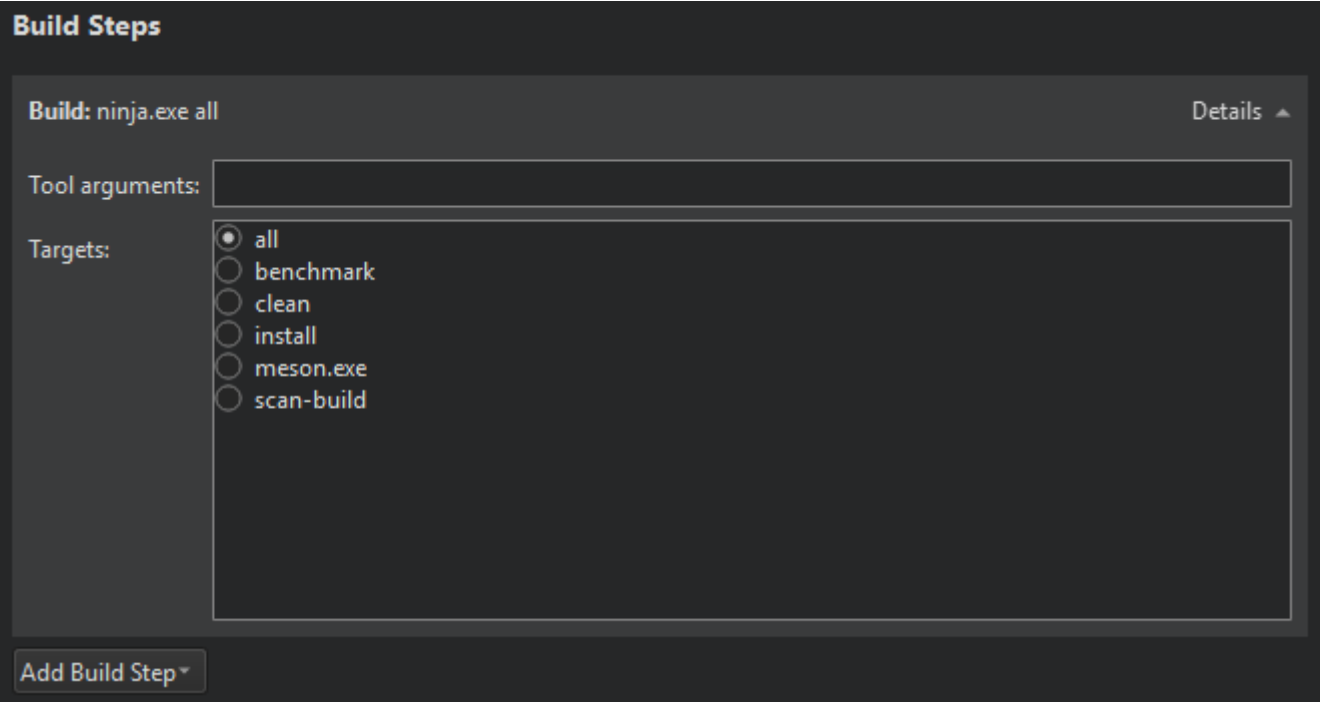 Build Steps
Build: ninja.exe all
Details
Tool arguments:
Targets:
all
benchmark
clean
install
meson.exe
scan-build
Add Build Step